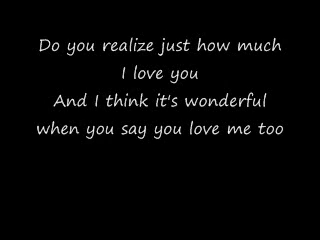 Do you realize just how much
I love you
And I think it's wonderful
when you say you love me too